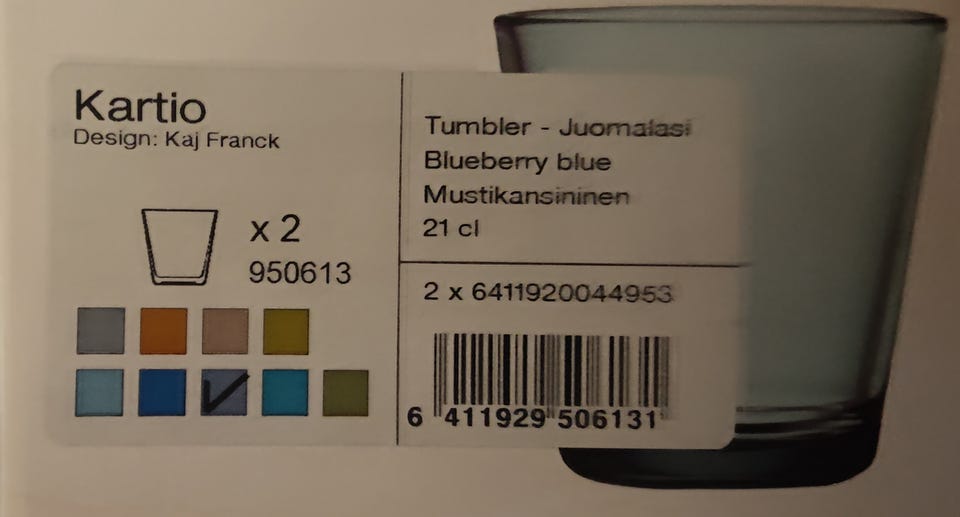 Kartio
Design: Kaj Franck
x 2
950613
Tumbler - Juomalasi
Blueberry blue
Mustikansininen
21 cl
2 x 6411920044953
6 411929 506131